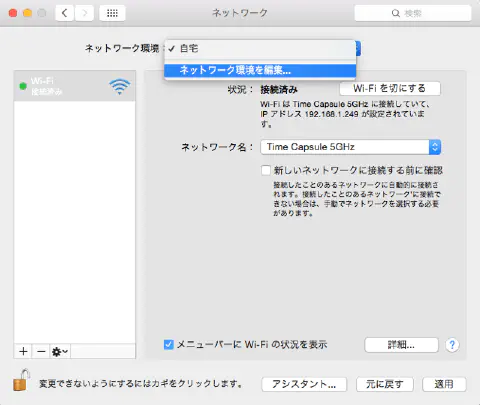 ネットワーク
検索
ネットワーク環境：
✓ 自宅
ネットワーク環境を編集...
Wi-Fi
接続済み
状況： 接続済み
Wi-Fi を切にする
Wi-Fi は Time Capsule 5GHz に接続していて、
IP アドレス 192.168.1.249 が設定されていま
す。
ネットワーク名： Time Capsule 5GHz
新しいネットワークに接続する前に確認
接続したことのあるネットワークに自動的に接続されま
す。接続したことのあるネットワークに接続で
きない場合は、手動でネットワークを選択する必要
があります。
メニューバーに Wi-Fi の状況を表示
詳細...
?
変更できないようにするにはカギをクリックします。
アシスタント...
元に戻す
適用